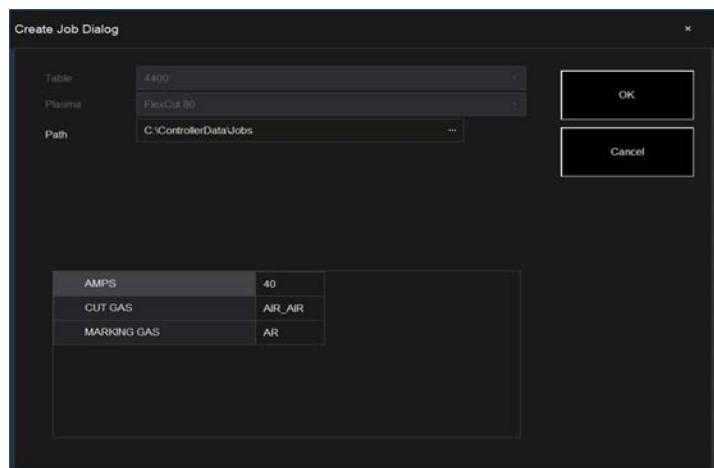 Create Job Dialog ×
Table 4400
Plasma FlexCut 80
Path C:\ControllerData\Jobs ...
OK
Cancel
AMPS 40
CUT GAS AIR_AIR
MARKING GAS AR